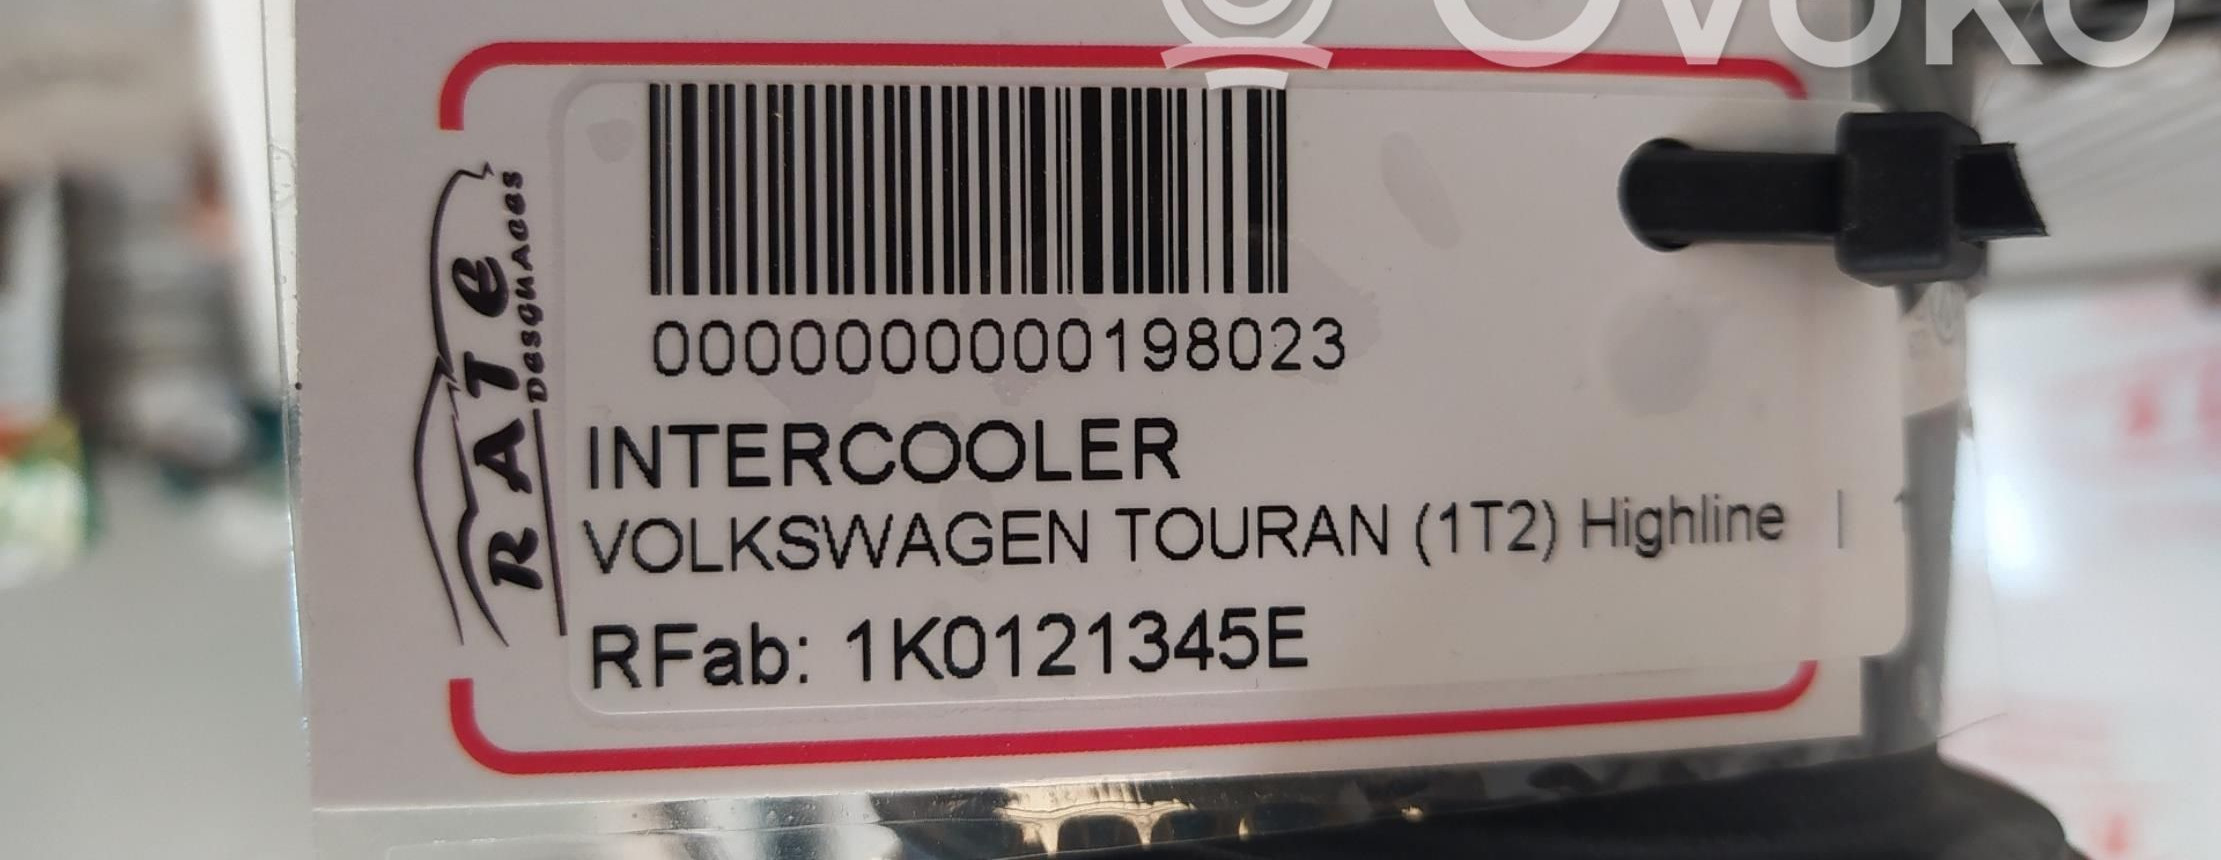 OVOKO
0000000000198023
INTERCOOLER
VOLKSWAGEN TOURAN (1T2) Highline |
RFab: 1K0121345E
RATe
Desguaces